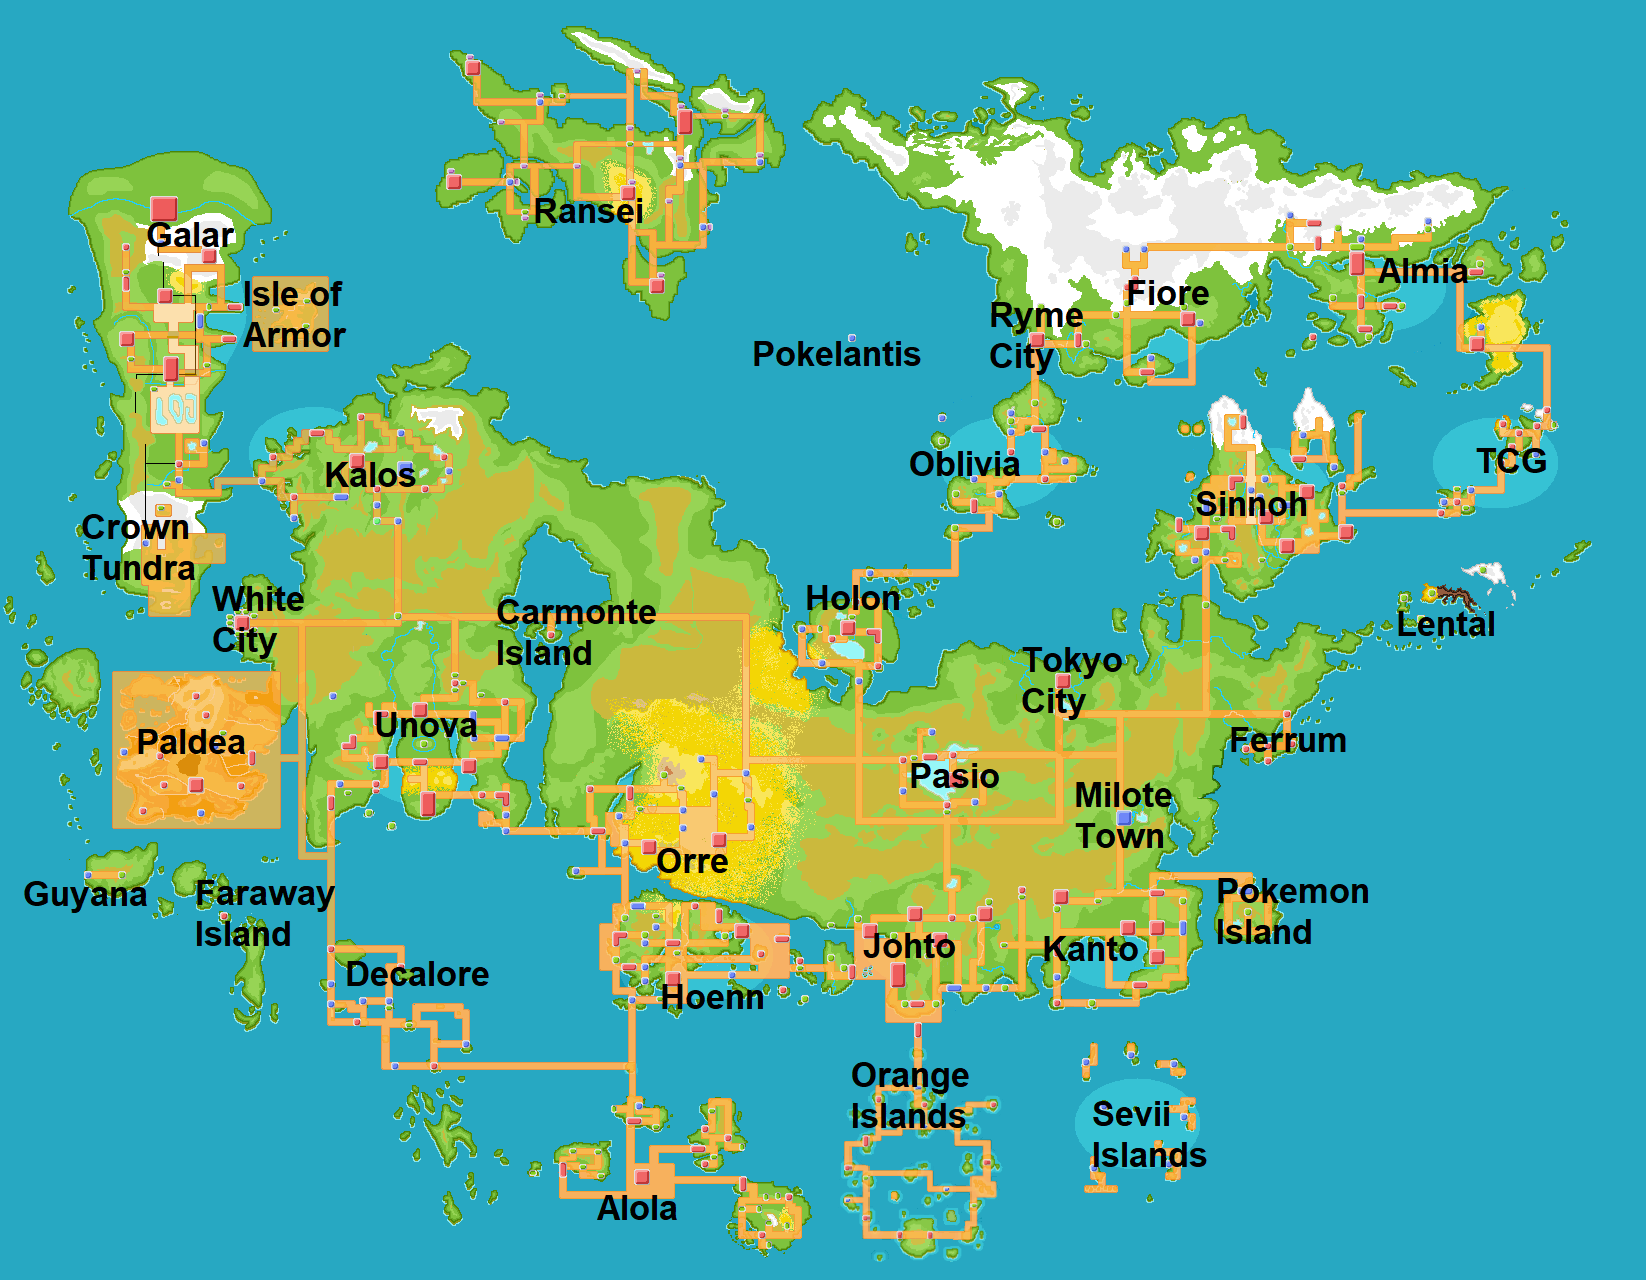 Ransei
Galar
Isle of
Armor
Almia
Fiore
Ryme
City
Pokelantis
Kalos
Oblivia
TCG
Sinnoh
Crown
Tundra
White
City
Carmonte
Island
Holon
Lental
Tokyo
City
Paldea
Unova
Ferrum
Pasio
Milote
Town
Orre
Guyana
Faraway
Island
Pokemon
Island
Johto
Kanto
Decalore
Hoenn
Orange
Islands
Sevii
Islands
Alola